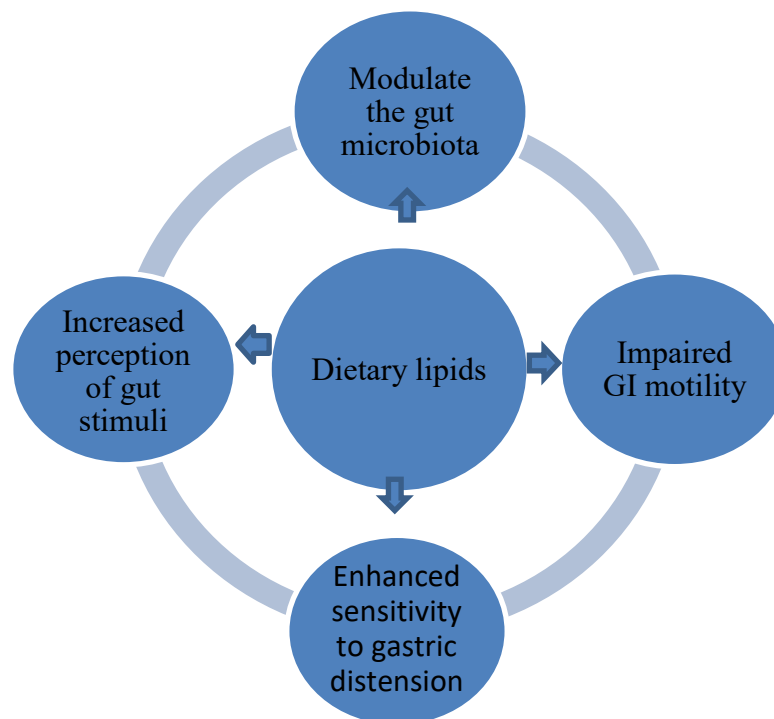 Modulate
the gut
microbiota
Increased
perception
of gut
stimuli
Dietary lipids
Impaired
GI motility
Enhanced
sensitivity
to gastric
distension